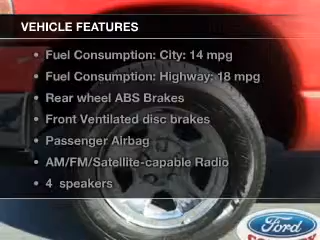 VEHICLE FEATURES
• Fuel Consumption: City: 14 mpg
• Fuel Consumption: Highway: 18 mpg
• Rear wheel ABS Brakes
• Front Ventilated disc brakes
• Passenger Airbag
• AM/FM/Satellite-capable Radio
• 4 speakers
Ford